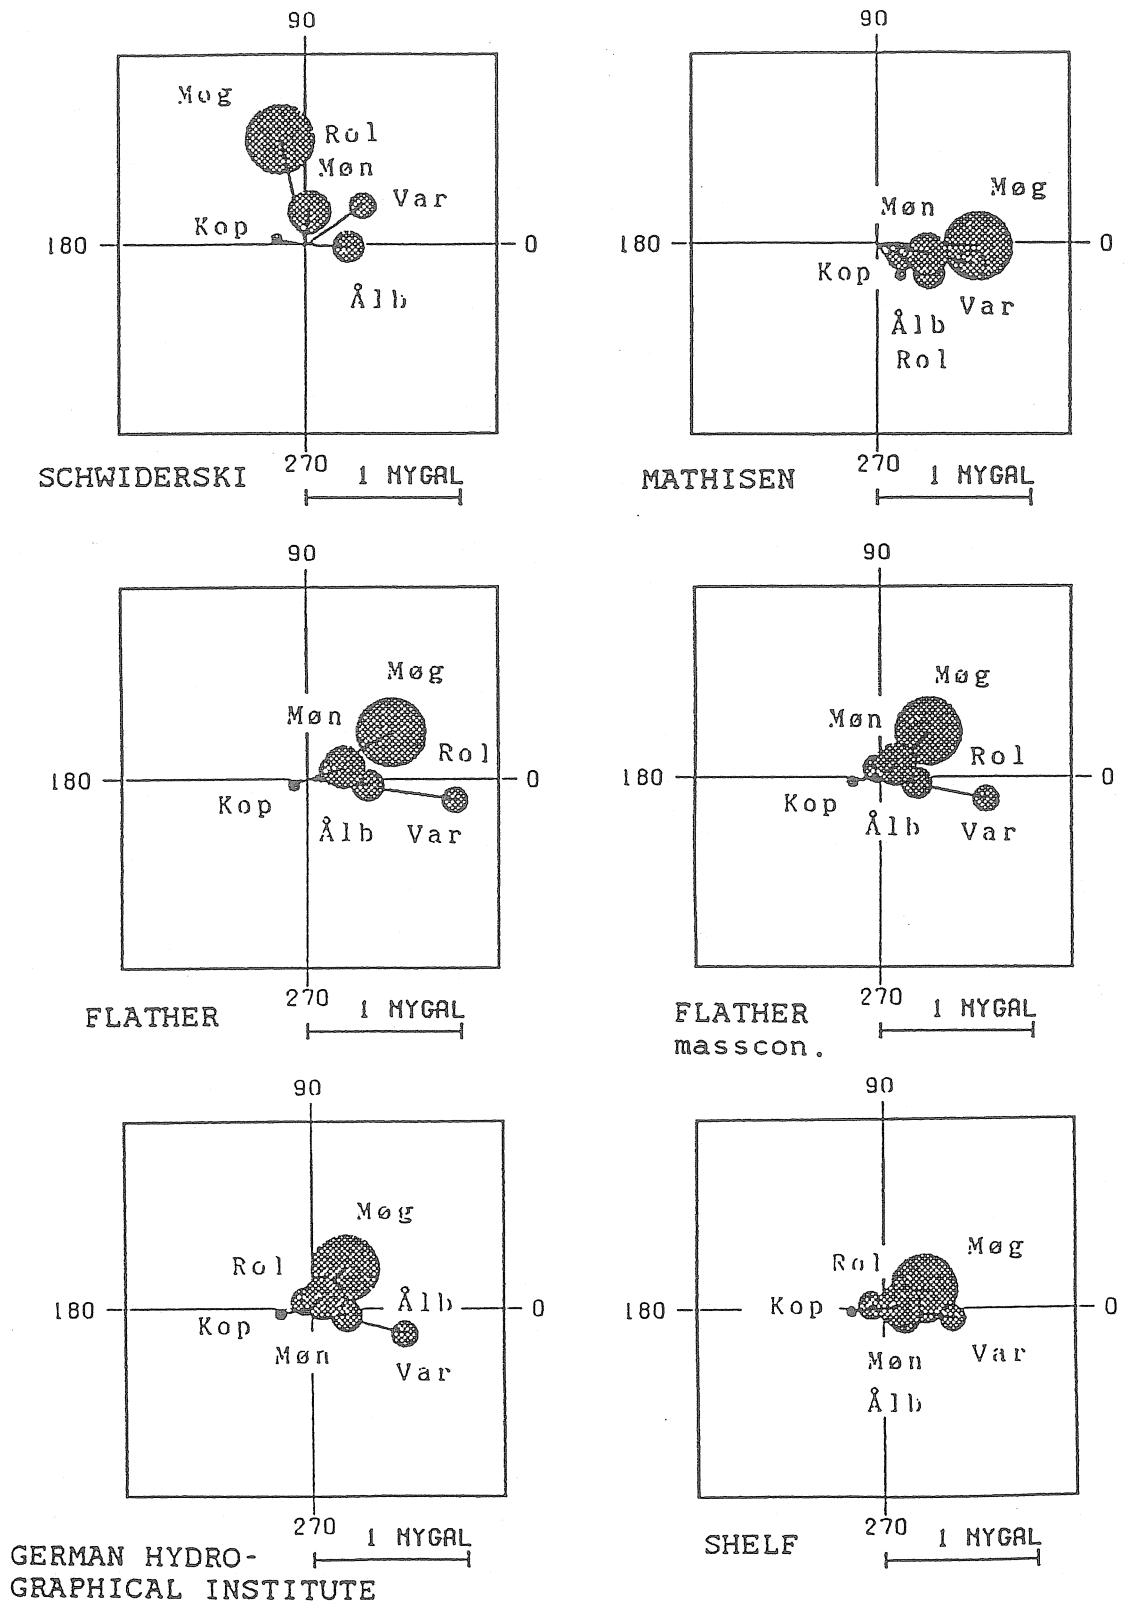 90
Møg
Rol
Møn
Var
Kop
180
0
Ålb
270
SCHWIDERSKI
1 MYGAL
90
Møg
Møn
180
0
Kop
Var
Ålb
Rol
270
MATHISEN
1 MYGAL
90
Møg
Møn
Rol
180
0
Kop
Ålb
Var
270
FLATHER
1 MYGAL
90
Møg
Møn
Rol
180
0
Kop
Ålb
Var
270
FLATHER
masscon.
1 MYGAL
90
Møg
Rol
Ålb
180
0
Kop
Møn
Var
270
GERMAN HYDRO-
GRAPHICAL INSTITUTE
1 MYGAL
90
Møg
Rol
Kop
180
0
Møn
Var
Ålb
270
SHELF
1 MYGAL